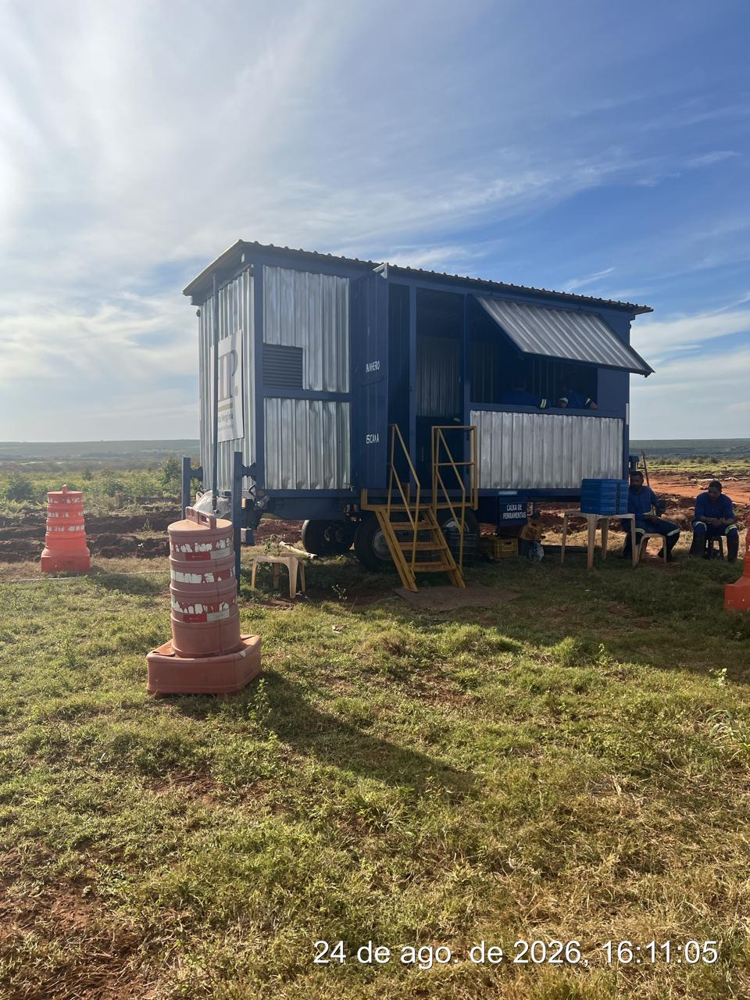 BANHEIRO
ESCADA
CAIXA DE
FERRAMENTAS
24 de ago. de 2026, 16:11:05